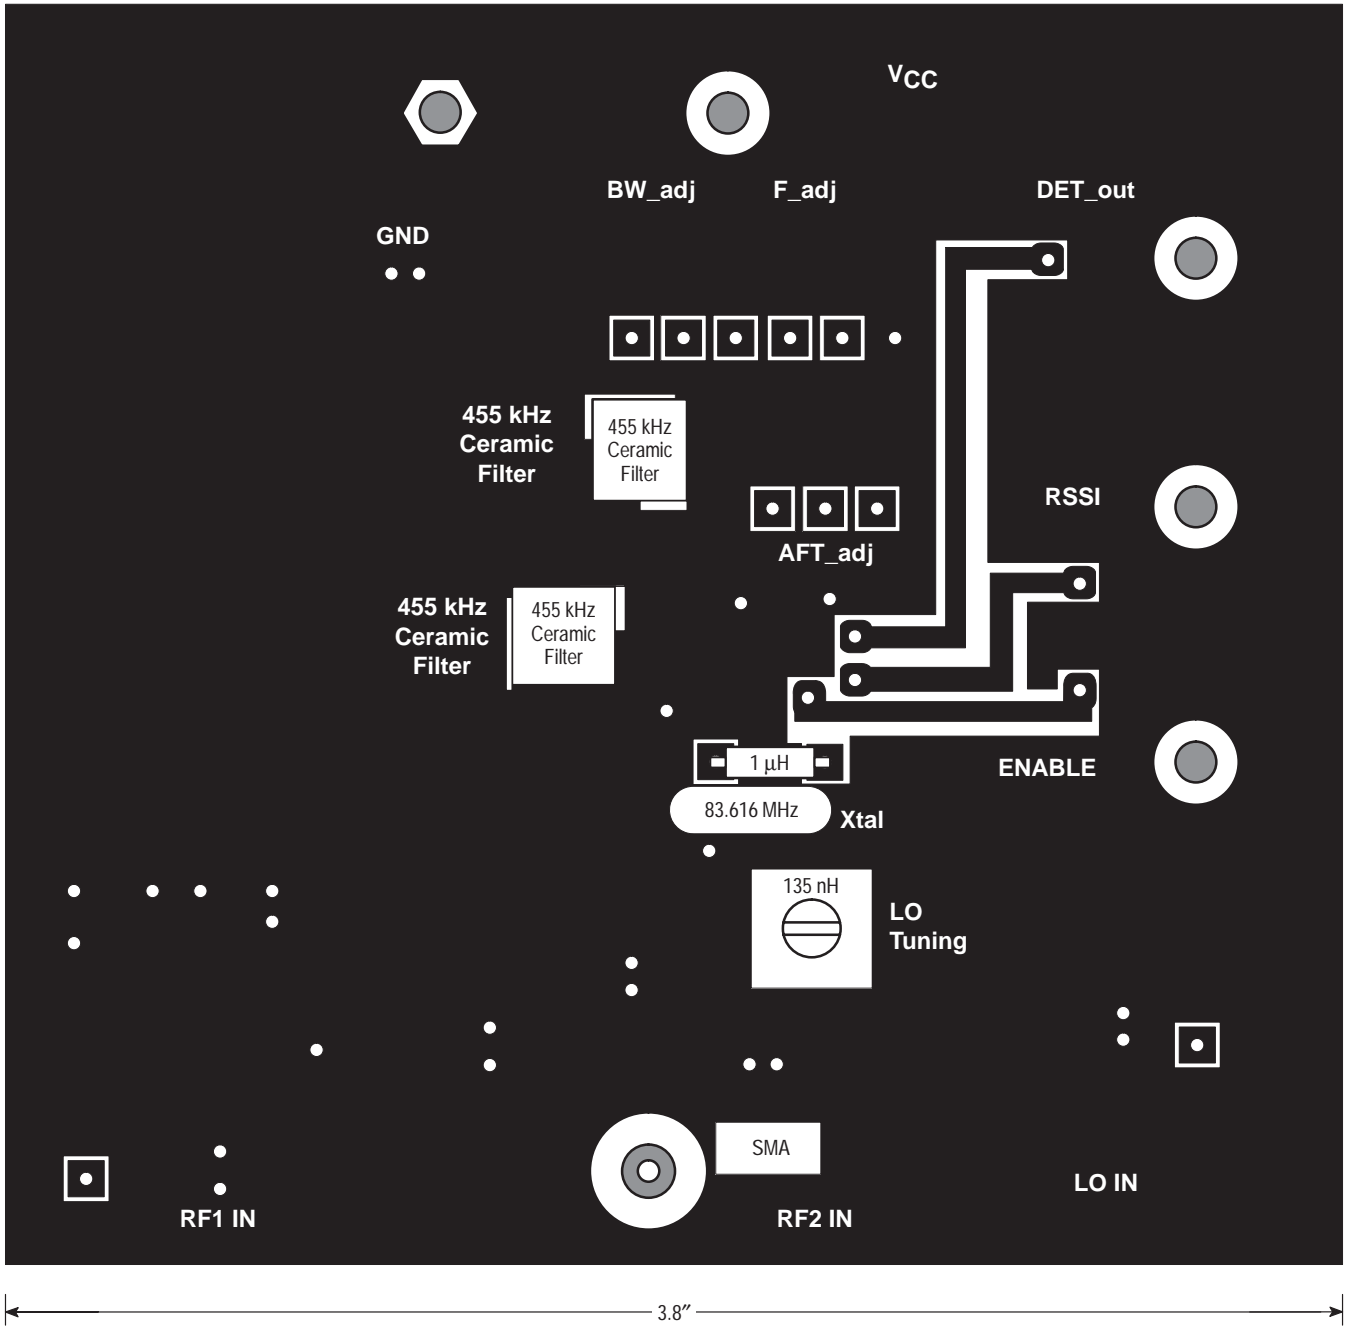 VCC
BW_adj
F_adj
DET_out
GND
455 kHz
Ceramic
Filter
455 kHz
Ceramic
Filter
RSSI
AFT_adj
455 kHz
Ceramic
Filter
455 kHz
Ceramic
Filter
1 μH
ENABLE
83.616 MHz
Xtal
135 nH
LO
Tuning
SMA
LO IN
RF1 IN
RF2 IN
3.8″